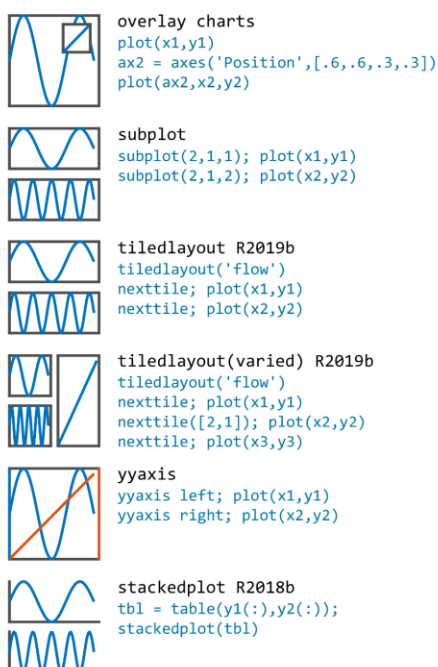 overlay charts
plot(x1,y1)
ax2 = axes('Position',[.6,.6,.3,.3])
plot(ax2,x2,y2)
subplot
subplot(2,1,1); plot(x1,y1)
subplot(2,1,2); plot(x2,y2)
tiledlayout R2019b
tiledlayout('flow')
nexttile; plot(x1,y1)
nexttile; plot(x2,y2)
tiledlayout(varied) R2019b
tiledlayout('flow')
nexttile; plot(x1,y1)
nexttile([2,1]); plot(x2,y2)
nexttile; plot(x3,y3)
yyaxis
yyaxis left; plot(x1,y1)
yyaxis right; plot(x2,y2)
stackedplot R2018b
tbl = table(y1(:),y2(:));
stackedplot(tbl)